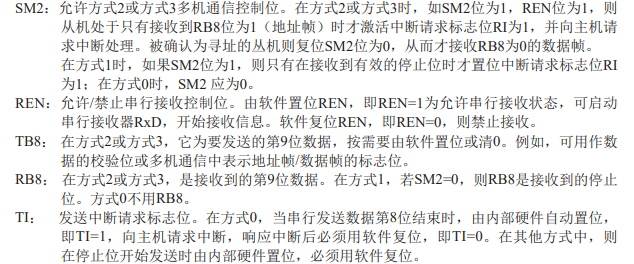 SM2：允许方式2或方式3多机通信控制位。在方式2或方式3时，如SM2位为1，REN位为1，则
从机处于只有接收到RB8位为1（地址帧）时才激活中断请求标志位RI为1，并向主机请
求中断处理。被确认为寻址的从机则复位SM2位为0，从而才接收RB8为0的数据帧。
在方式1时，如果SM2位为1，则只有在接收到有效的停止位时才置位中断请求标志位RI
为1；在方式0时，SM2 应为0。
REN：允许/禁止串行接收控制位。由软件置位REN，即REN=1为允许串行接收状态，可启动
串行接收器RxD，开始接收信息。软件复位REN，即REN=0，则禁止接收。
TB8：在方式2或方式3，它为要发送的第9位数据，按需要由软件置位或清0。例如，可用作数
据的校验位或多机通信中表示地址帧/数据帧的标志位。
RB8：在方式2或方式3，是接收到的第9位数据。在方式1，若SM2=0，则RB8是接收到的停止
位。方式0不用RB8。
TI：发送中断请求标志位。在方式0，当串行发送数据第8位结束时，由内部硬件自动置位，
即TI=1，向主机请求中断，响应中断后必须用软件复位，即TI=0。在其他方式中，则
在停止位开始发送时由内部硬件置位，必须用软件复位。